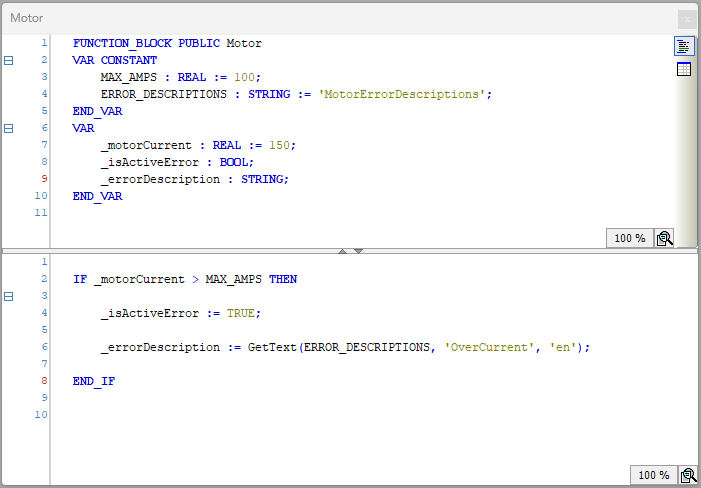 Motor
x
1 FUNCTION_BLOCK PUBLIC Motor
2 VAR CONSTANT
3 MAX_AMPS : REAL := 100;
4 ERROR_DESCRIPTIONS : STRING := 'MotorErrorDescriptions';
5 END_VAR
6 VAR
7 _motorCurrent : REAL := 150;
8 _isActiveError : BOOL;
9 _errorDescription : STRING;
10 END_VAR
11
100 %
1
2 IF _motorCurrent > MAX_AMPS THEN
3
4 _isActiveError := TRUE;
5
6 _errorDescription := GetText(ERROR_DESCRIPTIONS, 'OverCurrent', 'en');
7
8 END_IF
9
10
100 %